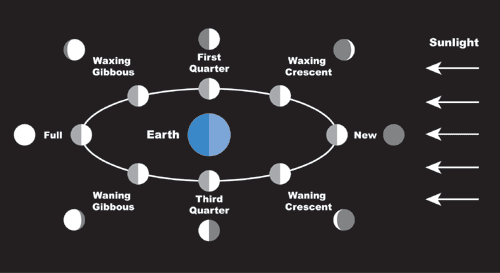 Sunlight
Waxing
Gibbous
First
Quarter
Waxing
Crescent
Full
Earth
New
Waning
Gibbous
Third
Quarter
Waning
Crescent